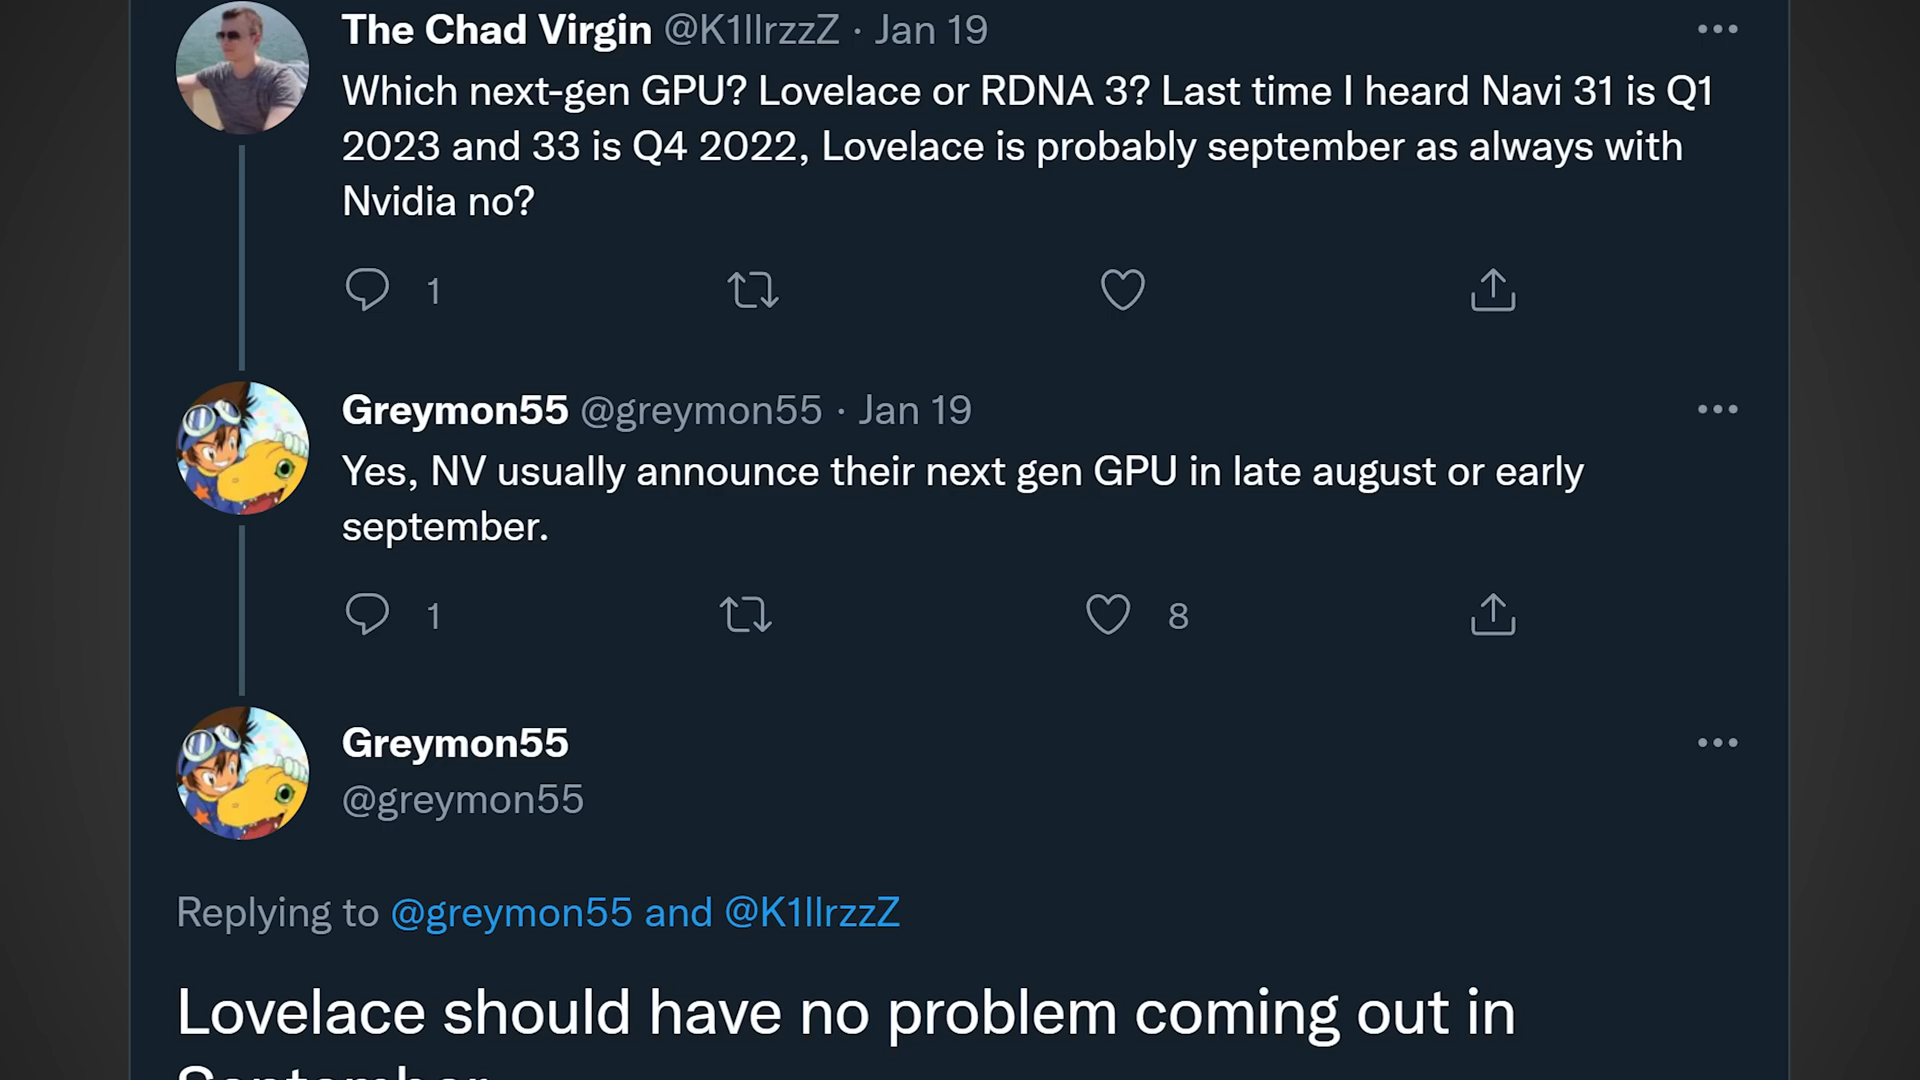 The Chad Virgin @K1llrzzZ · Jan 19
Which next-gen GPU? Lovelace or RDNA 3? Last time I heard Navi 31 is Q1
2023 and 33 is Q4 2022, Lovelace is probably september as always with
Nvidia no?
1
Greymon55 @greymon55 · Jan 19
Yes, NV usually announce their next gen GPU in late august or early
september.
1 8
Greymon55
@greymon55
Replying to @greymon55 and @K1llrzzZ
Lovelace should have no problem coming out in
September